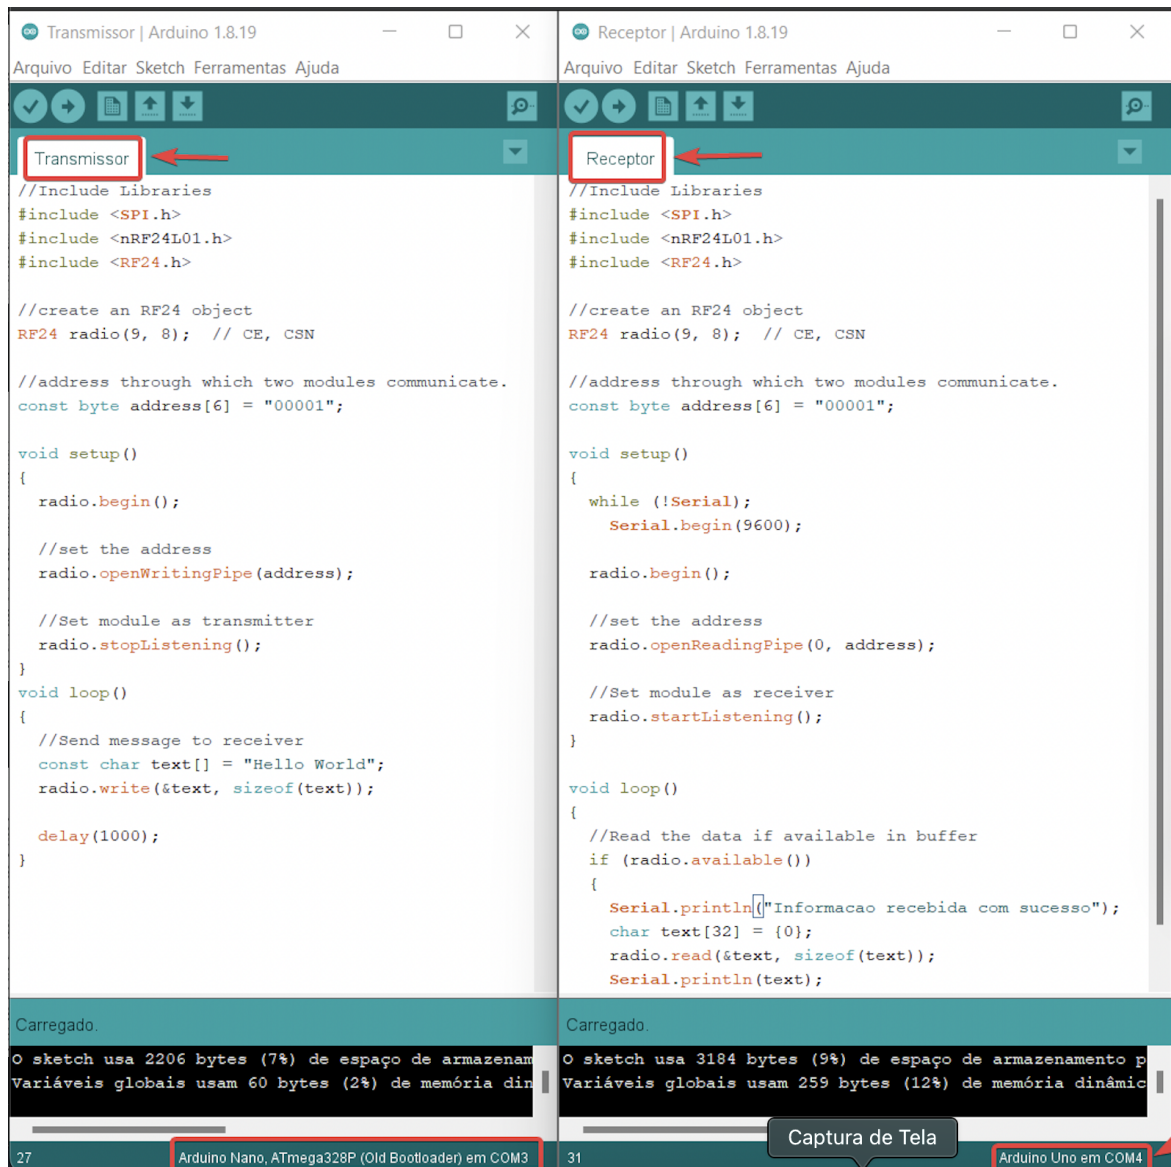 Transmissor | Arduino 1.8.19
Arquivo Editar Sketch Ferramentas Ajuda
Transmissor
//Include Libraries
#include <SPI.h>
#include <nRF24L01.h>
#include <RF24.h>
//create an RF24 object
RF24 radio(9, 8);  // CE, CSN
//address through which two modules communicate.
const byte address[6] = "00001";
void setup()
{
  radio.begin();
  //set the address
  radio.openWritingPipe(address);
  //Set module as transmitter
  radio.stopListening();
}
void loop()
{
  //Send message to receiver
  const char text[] = "Hello World";
  radio.write(&text, sizeof(text));
  delay(1000);
}
Carregado.
O sketch usa 2206 bytes (7%) de espaço de armazenam
Variáveis globais usam 60 bytes (2%) de memória din
27
Arduino Nano, ATmega328P (Old Bootloader) em COM3
Receptor | Arduino 1.8.19
Arquivo Editar Sketch Ferramentas Ajuda
Receptor
//Include Libraries
#include <SPI.h>
#include <nRF24L01.h>
#include <RF24.h>
//create an RF24 object
RF24 radio(9, 8);  // CE, CSN
//address through which two modules communicate.
const byte address[6] = "00001";
void setup()
{
  while (!Serial);
    Serial.begin(9600);
  radio.begin();
  //set the address
  radio.openReadingPipe(0, address);
  //Set module as receiver
  radio.startListening();
}
void loop()
{
  //Read the data if available in buffer
  if (radio.available())
  {
    Serial.println("Informacao recebida com sucesso");
    char text[32] = {0};
    radio.read(&text, sizeof(text));
    Serial.println(text);
Carregado.
O sketch usa 3184 bytes (9%) de espaço de armazenamento p
Variáveis globais usam 259 bytes (12%) de memória dinâmic
Captura de Tela
31
Arduino Uno em COM4